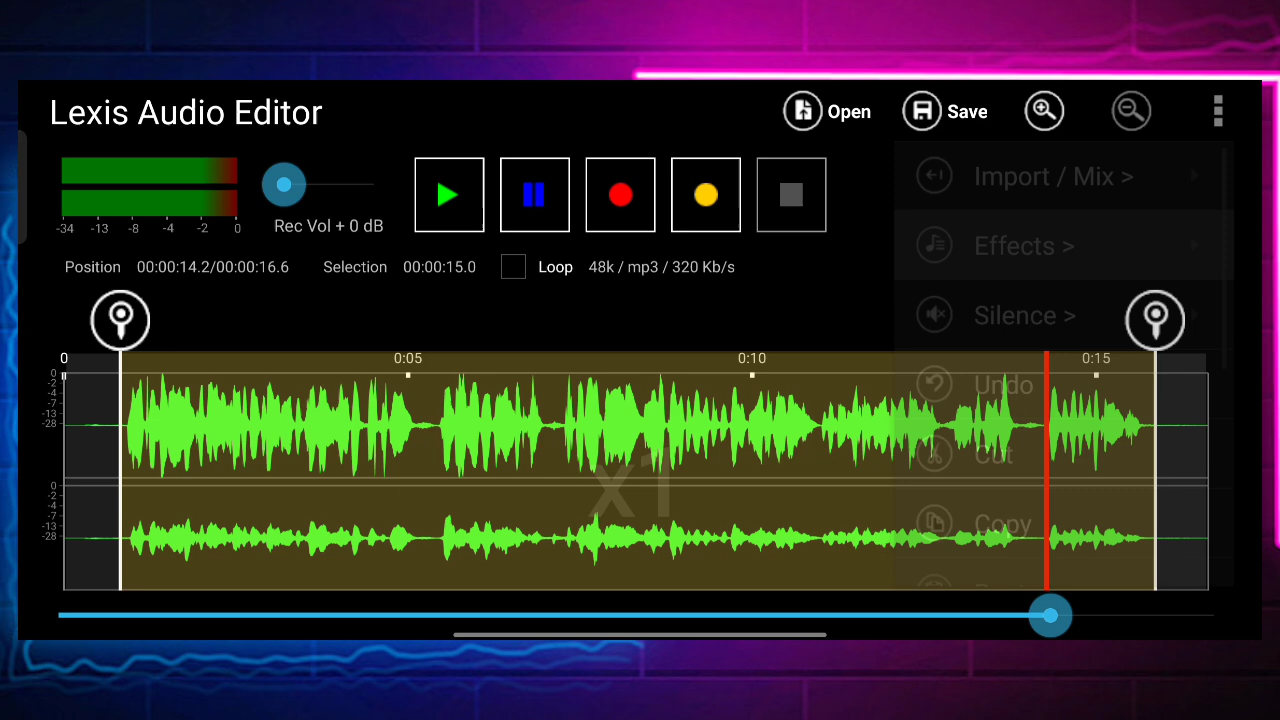 Lexis Audio Editor
Open
Save
-34 -13 -8 -4 -2 0
Rec Vol + 0 dB
Import / Mix >
Effects >
Silence >
Undo
Cut
Copy
Position 00:00:14.2/00:00:16.6 Selection 00:00:15.0 Loop 48k / mp3 / 320 Kb/s
0 0:05 0:10 0:15
0
-2
-4
-7
-13
-28
x1
0
-2
-4
-7
-13
-28